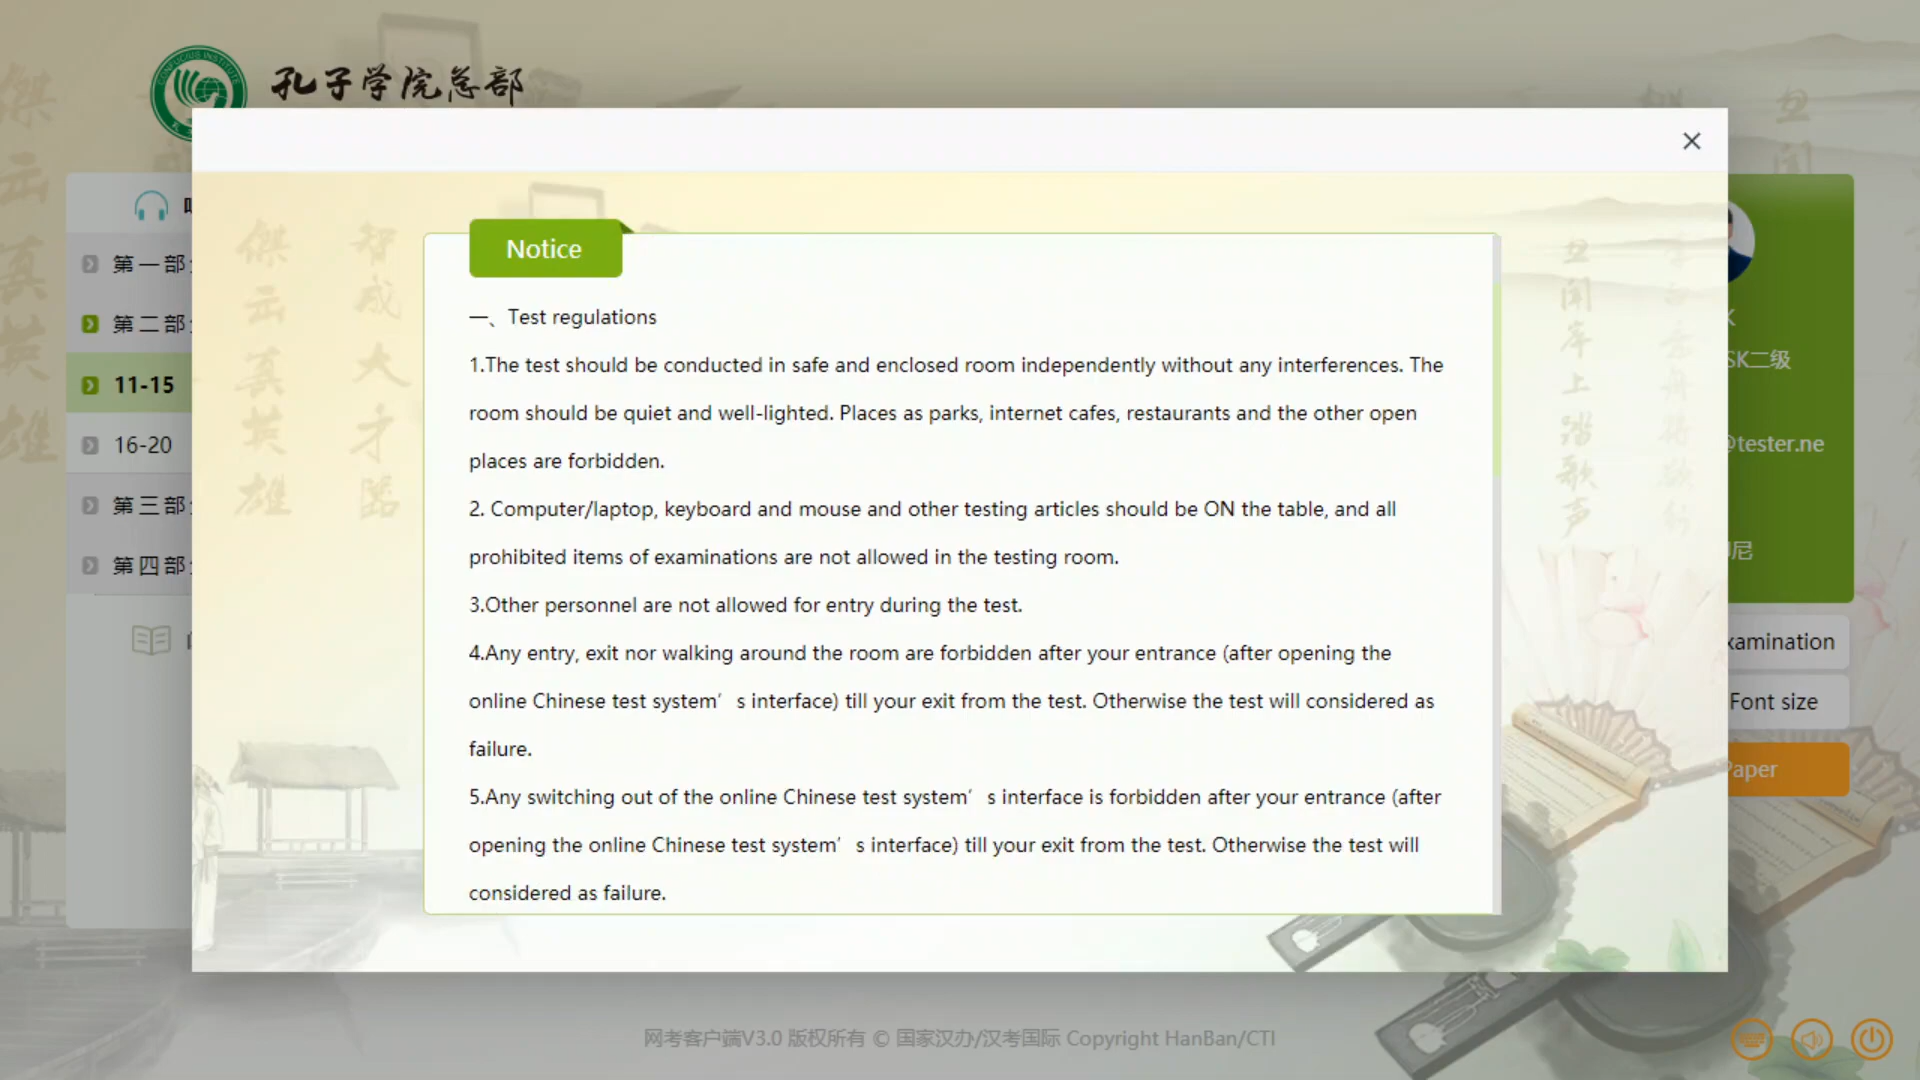 孔子学院总部
Notice
一、Test regulations
1.The test should be conducted in safe and enclosed room independently without any interferences. The
room should be quiet and well-lighted. Places as parks, internet cafes, restaurants and the other open
places are forbidden.
2. Computer/laptop, keyboard and mouse and other testing articles should be ON the table, and all
prohibited items of examinations are not allowed in the testing room.
3.Other personnel are not allowed for entry during the test.
4.Any entry, exit nor walking around the room are forbidden after your entrance (after opening the
online Chinese test system’s interface) till your exit from the test. Otherwise the test will considered as
failure.
5.Any switching out of the online Chinese test system’s interface is forbidden after your entrance (after
opening the online Chinese test system’s interface) till your exit from the test. Otherwise the test will
considered as failure.
第一部
第二部
11-15
16-20
第三部
第四部
SK二级
@tester.ne
尼
xamination
Font size
Paper
网考客户端V3.0 版权所有 © 国家汉办/汉考国际 Copyright HanBan/CTI